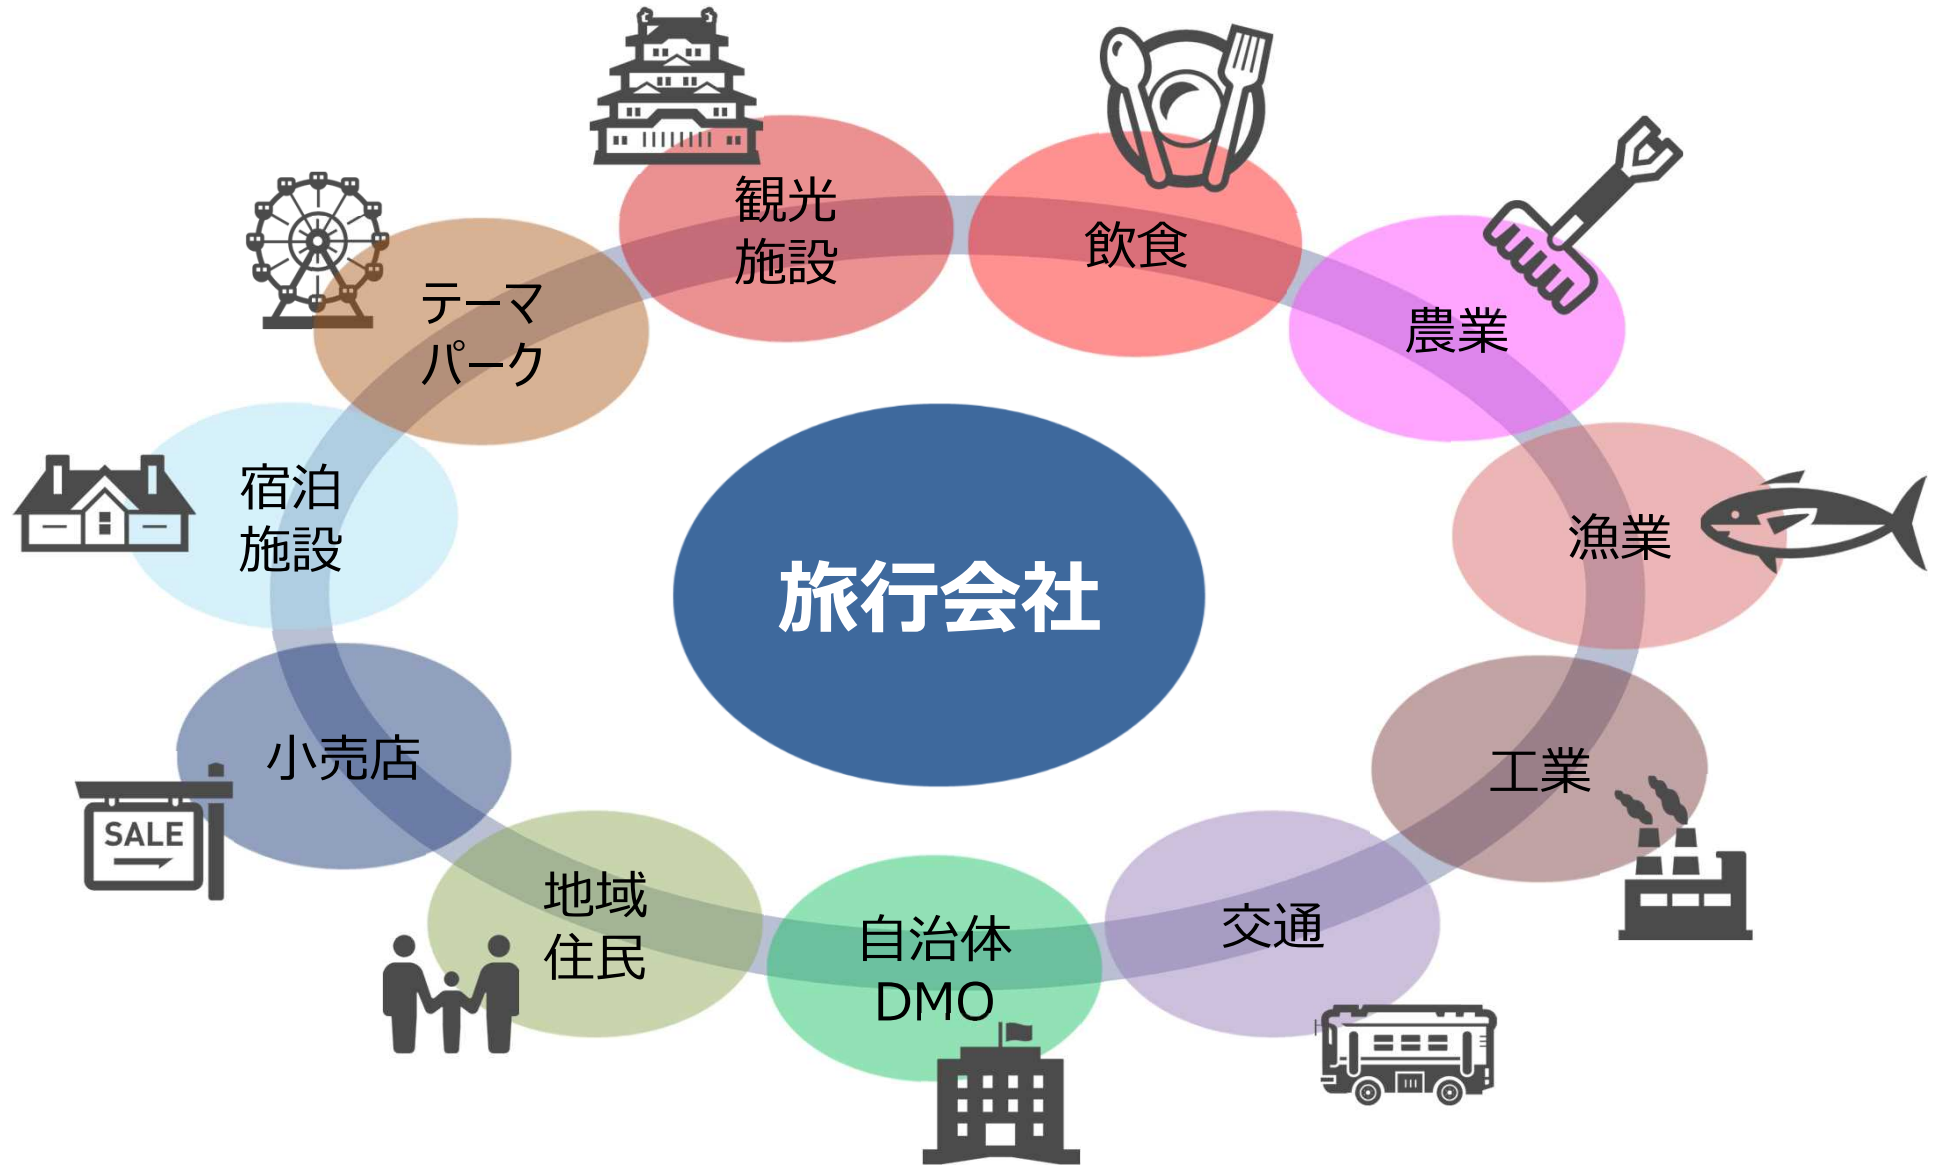 観光
施設
飲食
農業
テーマ
パーク
宿泊
施設
漁業
旅行会社
小売店
SALE
工業
地域
住民
自治体
DMO
交通